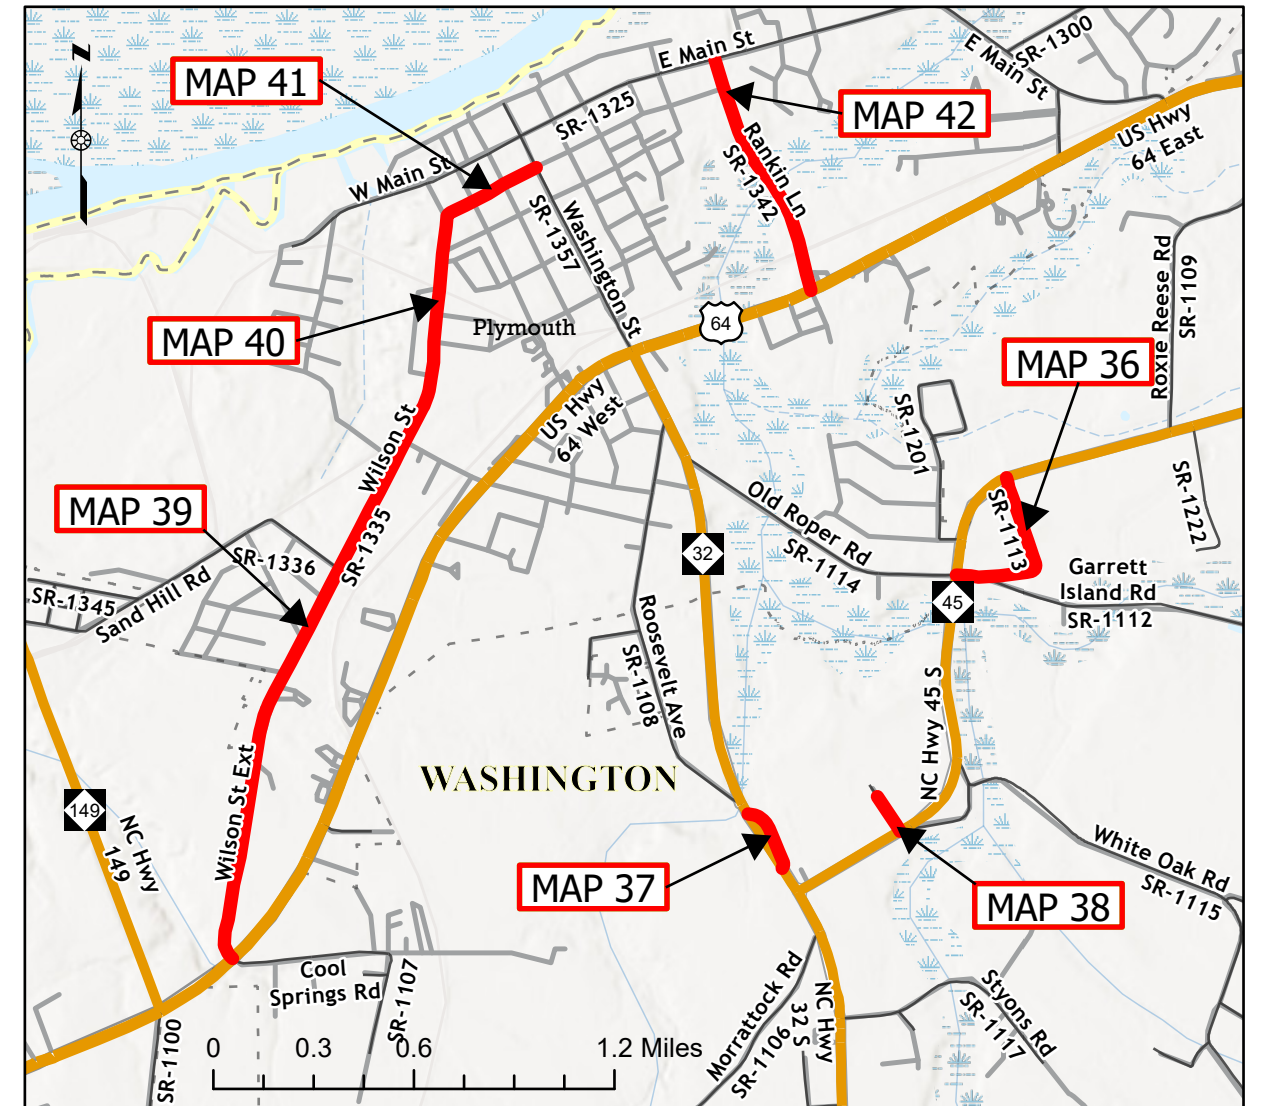 N
MAP 41
E Main St
E Main St
SR-1300
SR-1325
MAP 42
US Hwy
64 East
W Main St
Rankin Ln
SR-1342
Washington St
SR-1357
Roxie Reese Rd
SR-1109
MAP 40
Plymouth
64
MAP 36
US Hwy
64 West
Wilson St
SR-1335
SR-1201
SR-1222
MAP 39
Old Roper Rd
SR-1114
SR-1113
32
Garrett
Island Rd
SR-1112
45
SR-1336
Sand Hill Rd
SR-1345
Roosevelt Ave
SR-1108
NC Hwy 45 S
WASHINGTON
Wilson St Ext
149
NC Hwy
149
White Oak Rd
SR-1115
MAP 37
MAP 38
Cool
Springs Rd
SR-1107
Morrattock Rd
SR-1106
NC Hwy
32 S
Styons Rd
SR-1117
SR-1100
0 0.3 0.6 1.2 Miles